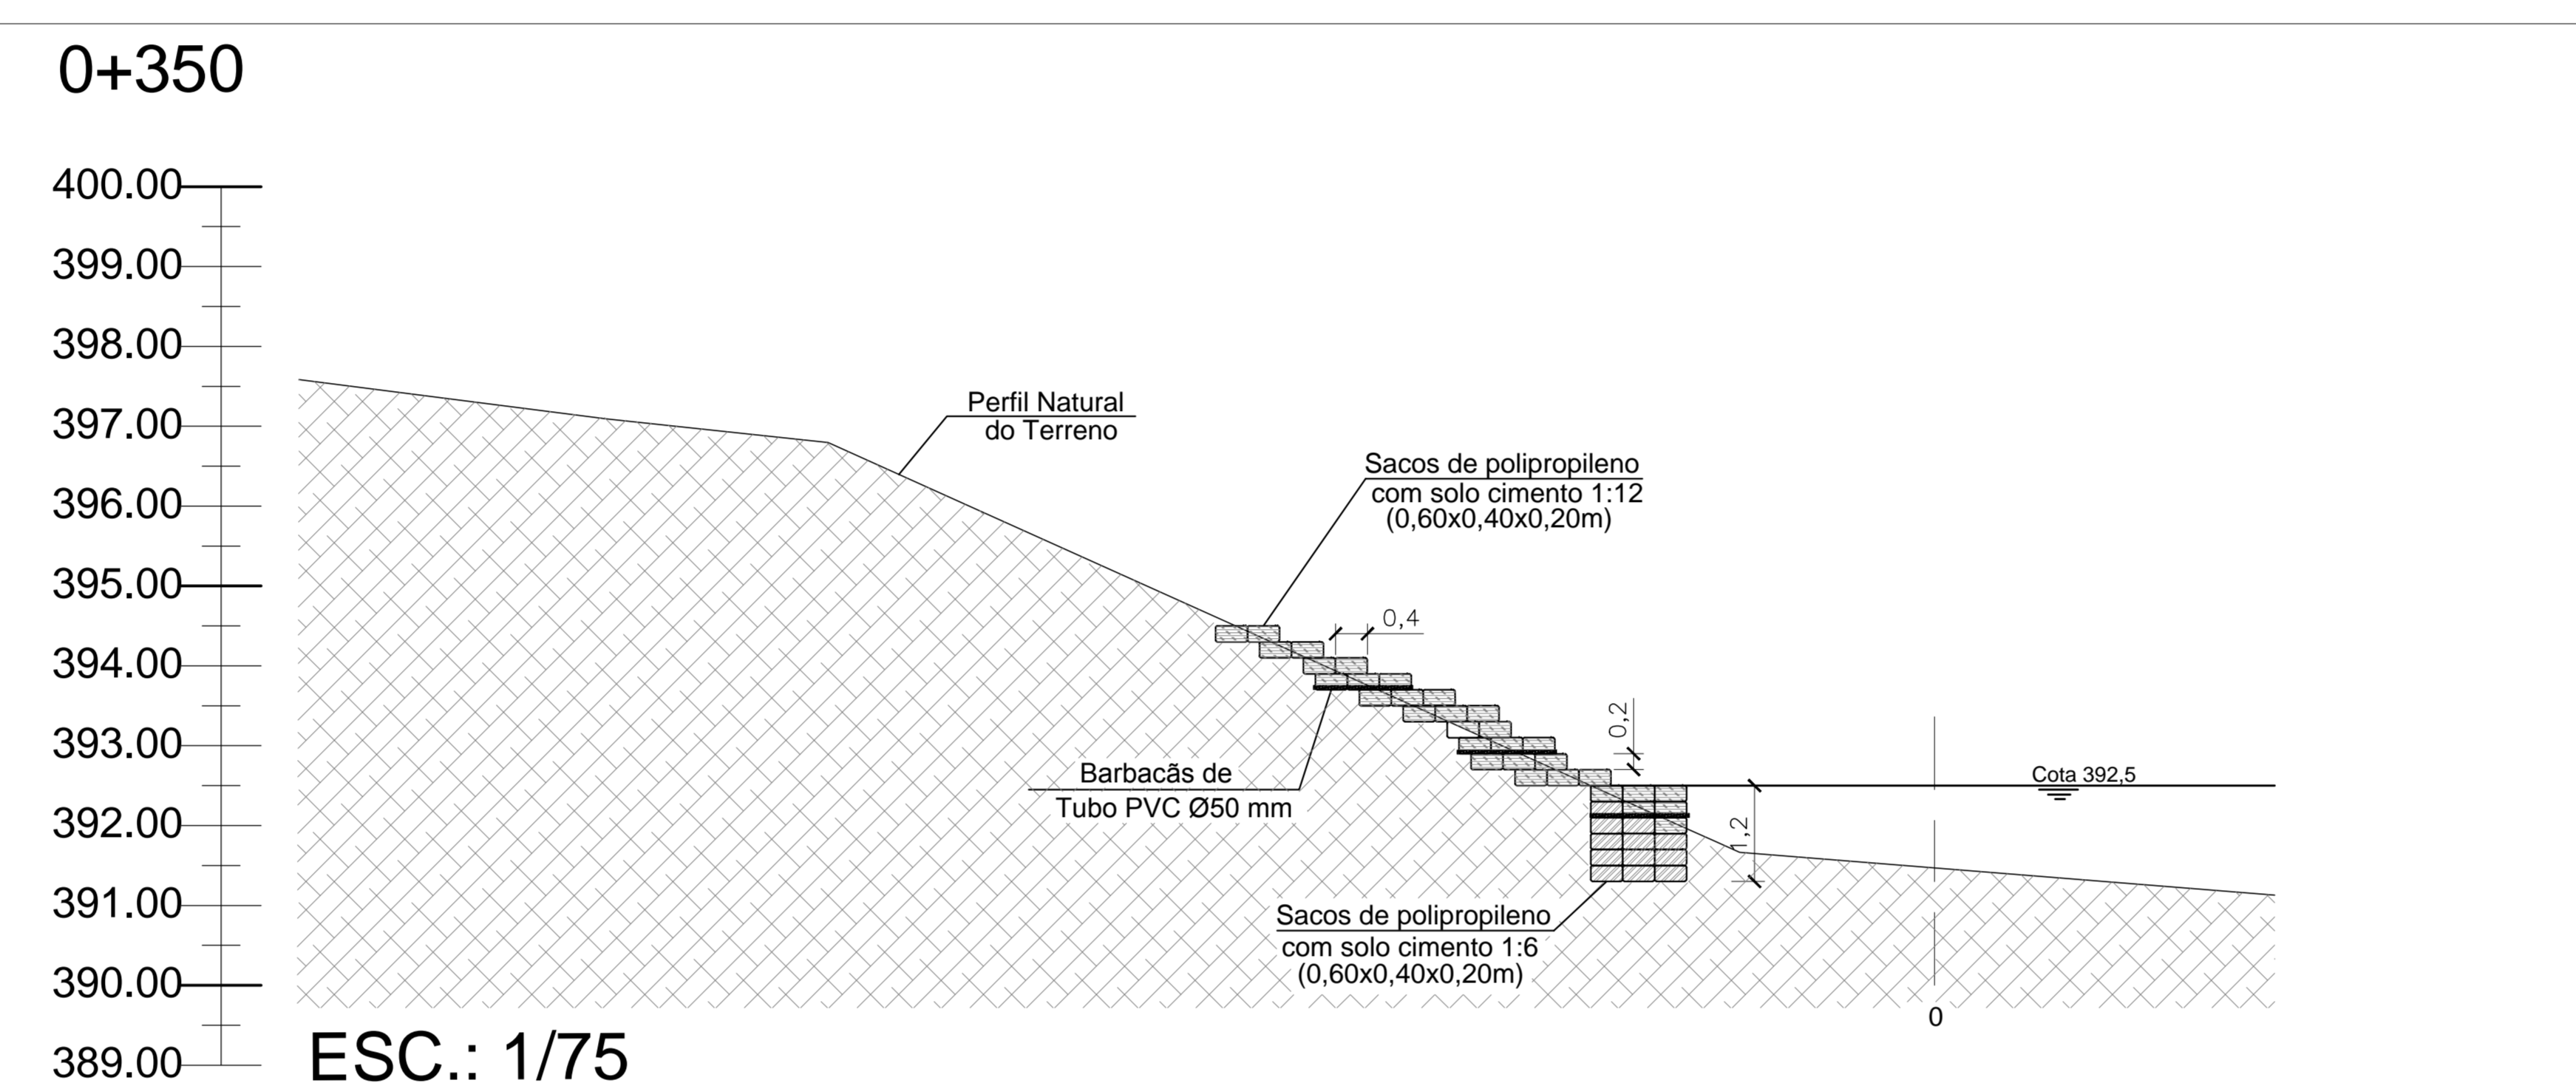 0+350
400.00
399.00
398.00
397.00
396.00
395.00
394.00
393.00
392.00
391.00
390.00
389.00
Perfil Natural
do Terreno
Sacos de polipropileno
com solo cimento 1:12
(0,60x0,40x0,20m)
0,4
0,2
Barbacãs de
Tubo PVC Ø50 mm
Cota 392,5
1,2
Sacos de polipropileno
com solo cimento 1:6
(0,60x0,40x0,20m)
0
ESC.: 1/75